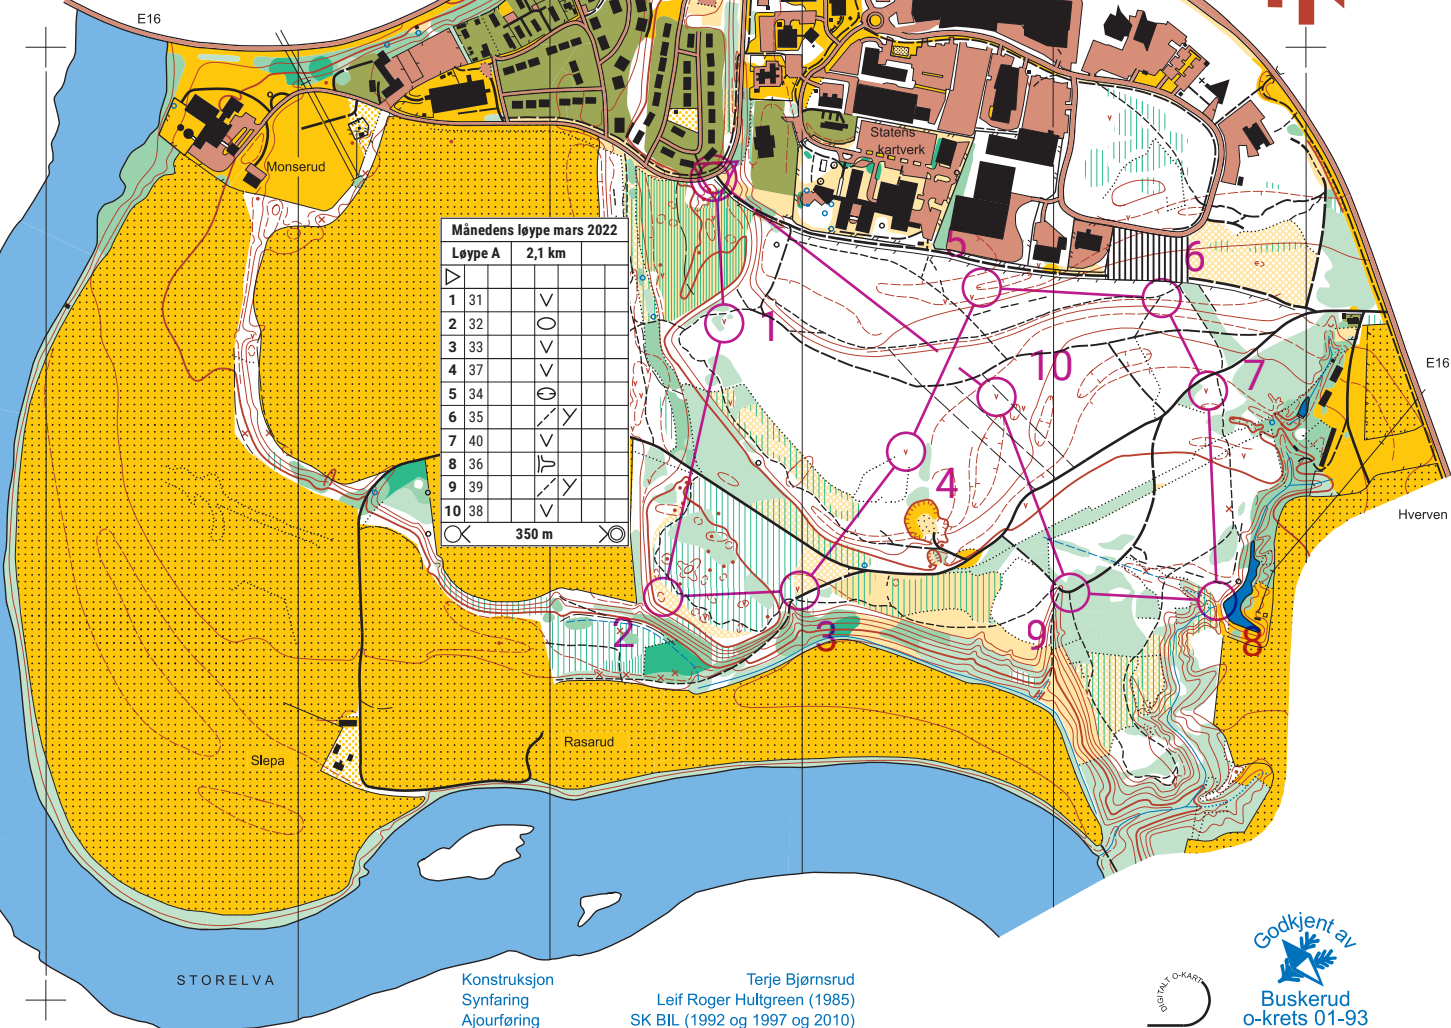 E16
Statens
kartverk
Monserud
Månedens løype mars 2022
Løype A 2,1 km
1 31
2 32
3 33
4 37
5 34
6 35
7 40
8 36
9 39
10 38
350 m
5
6
1
10
7
E16
4
Hverven
2
3
9
8
Rasarud
Slepa
STORELVA
Konstruksjon Terje Bjørnsrud
Synfaring Leif Roger Hultgreen (1985)
Ajourføring SK BIL (1992 og 1997 og 2010)
DIGITALT O-KART
Godkjent av
Buskerud
o-krets 01-93